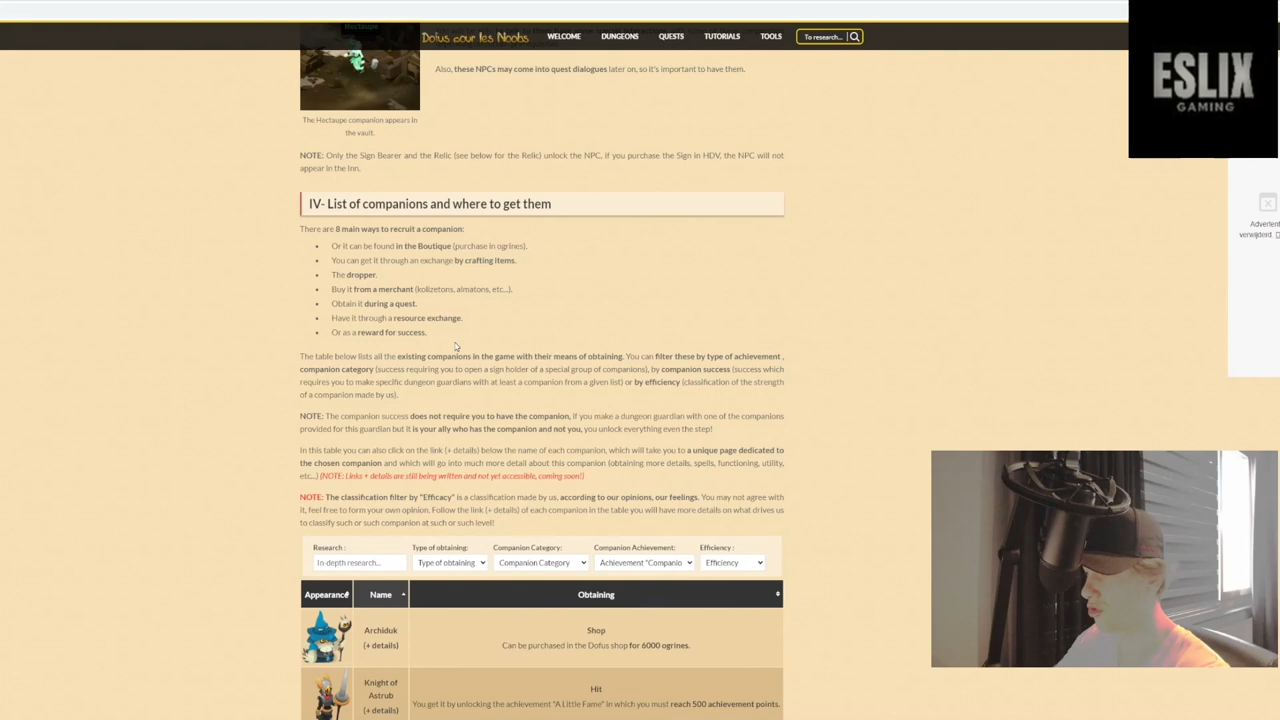 Hectaupe
Dofus pour les Noobs
WELCOME
DUNGEONS
QUESTS
TUTORIALS
TOOLS
To research...
ESLIX
GAMING
Also, these NPCs may come into quest dialogues later on, so it's important to have them.
The Hectaupe companion appears in
the vault.
NOTE: Only the Sign Bearer and the Relic (see below for the Relic) unlock the NPC, if you purchase the Sign in HDV, the NPC will not
appear in the Inn.
IV- List of companions and where to get them
There are 8 main ways to recruit a companion:
• Or it can be found in the Boutique (purchase in ogrines).
• You can get it through an exchange by crafting items.
• The dropper.
• Buy it from a merchant (kolizetons, almatons, etc...).
• Obtain it during a quest.
• Have it through a resource exchange.
• Or as a reward for success.
Advertent
verwijderd.
The table below lists all the existing companions in the game with their means of obtaining. You can filter these by type of achievement ,
companion category (success requiring you to open a sign holder of a special group of companions), by companion success (success which
requires you to make specific dungeon guardians with at least a companion from a given list) or by efficiency (classification of the strength
of a companion made by us).
NOTE: The companion success does not require you to have the companion, if you make a dungeon guardian with one of the companions
provided for this guardian but it is your ally who has the companion and not you, you unlock everything even the step!
In this table you can also click on the link (+ details) below the name of each companion, which will take you to a unique page dedicated to
the chosen companion and which will go into much more detail about this companion (obtaining more details, spells, functioning, utility,
etc...) (NOTE: Links + details are still being written and not yet accessible, coming soon!)
NOTE: The classification filter by "Efficacy" is a classification made by us, according to our opinions, our feelings. You may not agree with
it, feel free to form your own opinion. Follow the link (+ details) of each companion in the table you will have more details on what drives us
to classify such or such companion at such or such level!
Research :
Type of obtaining:
Companion Category:
Companion Achievement:
Efficiency :
In-depth research...
Type of obtaining
Companion Category
Achievement "Companio
Efficiency
Appearance
Name
Obtaining
Archiduk
(+ details)
Shop
Can be purchased in the Dofus shop for 6000 ogrines.
Knight of
Astrub
(+ details)
Hit
You get it by unlocking the achievement "A Little Fame" in which you must reach 500 achievement points.